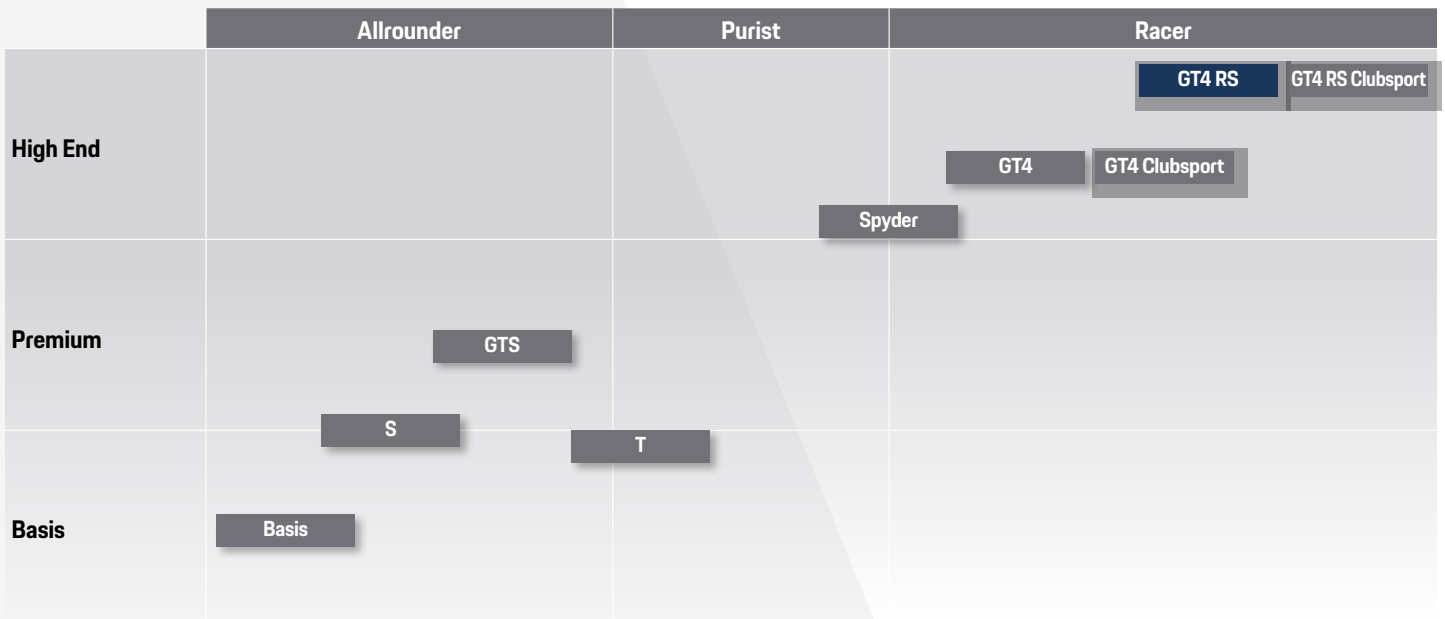 Allrounder Purist Racer
GT4 RS GT4 RS Clubsport
High End
GT4 GT4 Clubsport
Spyder
Premium
GTS
S
T
Basis
Basis